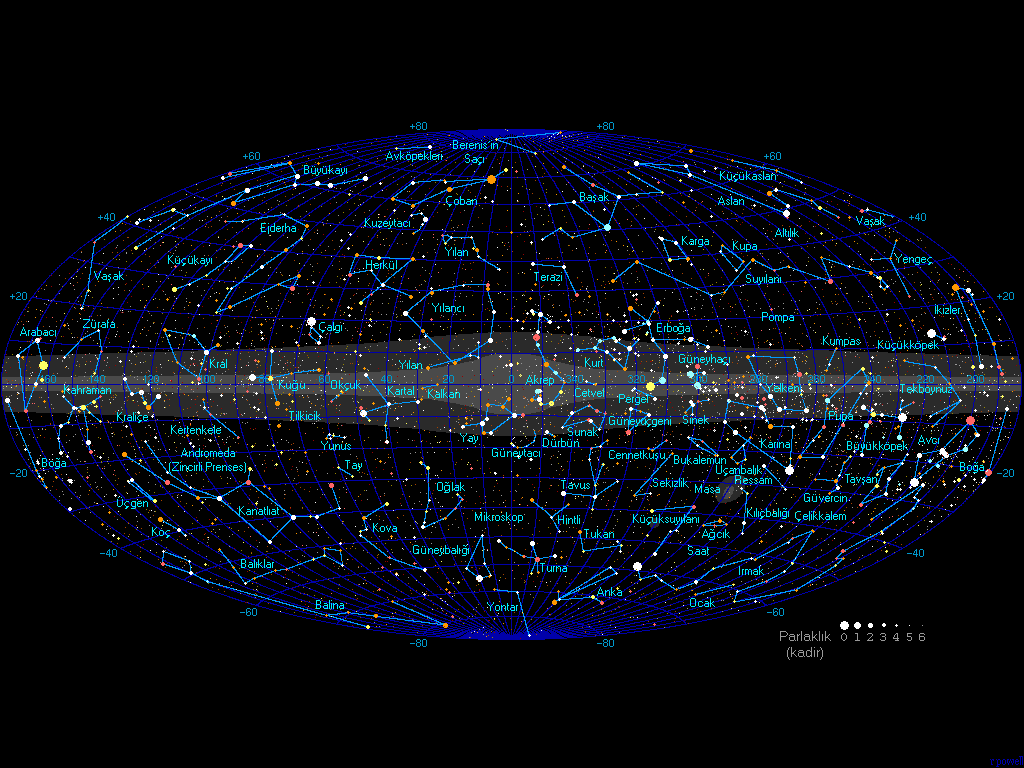 +80 +80
Berenis'in
Saçı
Avköpekleri
+60 +60
Büyükayı
Küçükaslan
Çoban
Başak
Aslan
+40 +40
Kuzeytacı
Vaşak
Ejderha
Altılık
Karga
Kupa
Yılan
Küçükayı
Herkül
Yengeç
Vaşak
Terazi
Suyılanı
+20 +20
Yılancı
İkizler
Pompa
Arabacı
Zürafa
Çalgı
Erboğa
Kumpas
Küçükköpek
Kral
Yılan
Kurt
Güneyhaçı
Kahraman
Kuğu
Okçuk
Kartal
Kalkan
Akrep
Cetvel
Pergel
Yelken
Tekboynuz
Kraliçe
Tilkicik
Güneyüçgeni
Sinek
Pupa
Kertenkele
Yunus
Yay
Sunak
Dürbün
Karina
Avcı
Büyükköpek
Andromeda
(Zincirli Prenses)
Güneytacı
Cennetkuşu
Bukalemun
Boğa
Tay
Uçanbalık
Boğa
-20 -20
Oğlak
Tavus
Sekizlik
Masa
Ressam
Tavşan
Üçgen
Güvercin
Kanatlıat
Mikroskop
Hintli
Küçüksuyılanı
Kılıçbalığı
Çelikkalem
Koç
Kova
Tukan
Ağcık
-40 -40
Güneybalığı
Saat
Balıklar
Turna
Irmak
Anka
Ocak
Balina
Yontar
-60 -60
-80 -80
Parlaklık 0 1 2 3 4 5 6
(kadir)